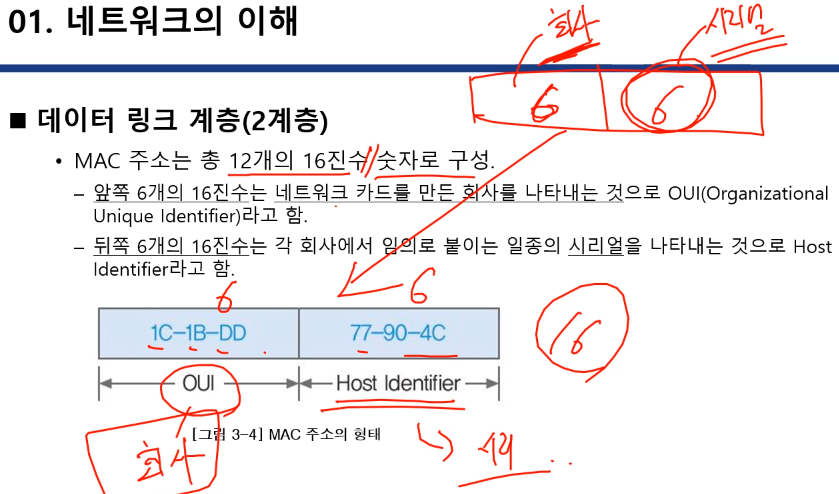 01. 네트워크의 이해
회사
시리얼
6
6
■ 데이터 링크 계층(2계층)
• MAC 주소는 총 12개의 16진수 숫자로 구성.
– 앞쪽 6개의 16진수는 네트워크 카드를 만든 회사를 나타내는 것으로 OUI(Organizational
Unique Identifier)라고 함.
– 뒤쪽 6개의 16진수는 각 회사에서 임의로 붙이는 일종의 시리얼을 나타내는 것으로 Host
Identifier라고 함.
6
6
1C-1B-DD
77-90-4C
16
OUI
Host Identifier
[그림 3-4] MAC 주소의 형태
회사